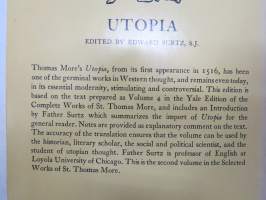 UTOPIA
EDITED BY EDWARD SURTZ, S.J.
Thomas More's Utopia, from its first appearance in 1516, has been
one of the germinal works in Western thought, and remains even today,
in its essential modernity, stimulating and controversial. This edition is
based on the text prepared as Volume 4 in the Yale Edition of the
Complete Works of St. Thomas More, and includes an Introduction
by Father Surtz which summarizes the import of Utopia for the
general reader. Notes are provided as explanatory comment on the text.
The accuracy of the translation ensures that the volume can be used by
the historian, literary scholar, the social and political scientist, and the
student of utopian thought. Father Surtz is professor of English at
Loyola University of Chicago. This is the second volume in the Selected
Works of St. Thomas More.